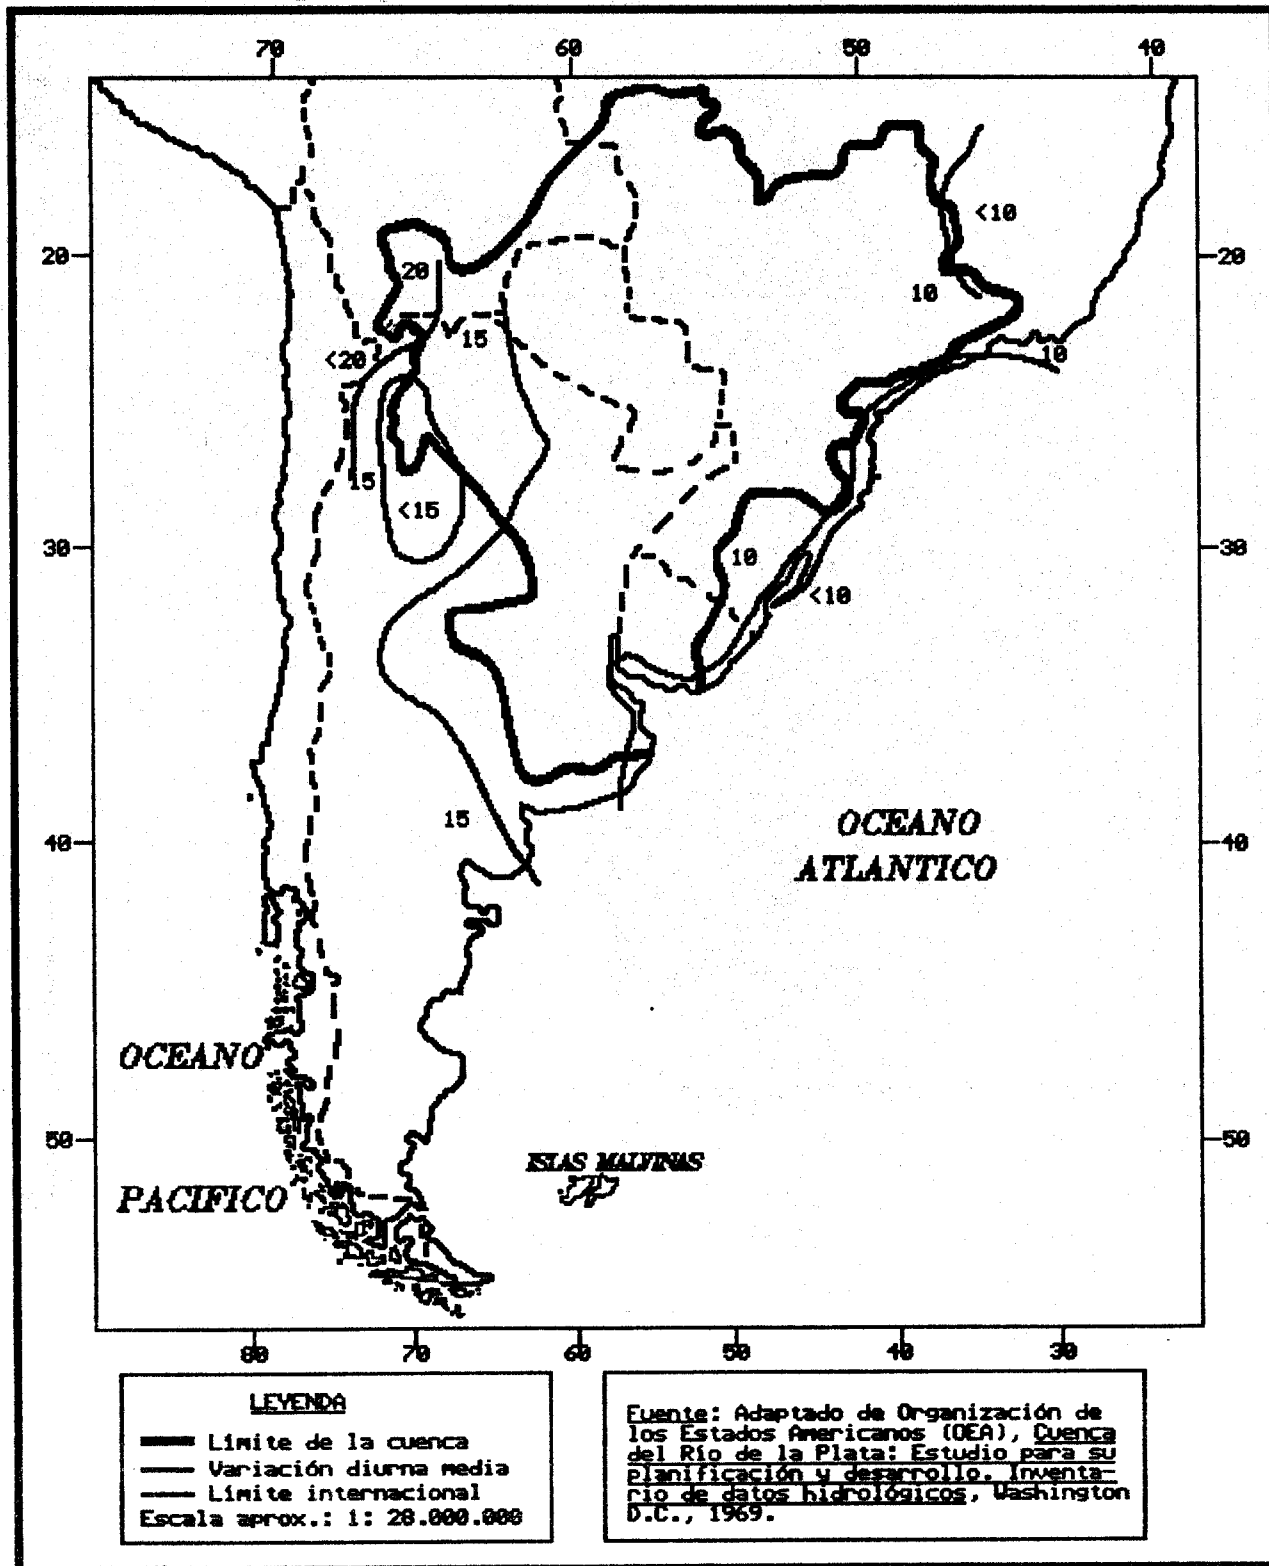 70 60 50 40
<10
20 20
20
10
15
<20
10
15
<15
30 10 30
<10
15
OCEANO
40 40
ATLANTICO
OCEANO
50 50
ISLAS MALVINAS
PACIFICO
80 70 60 50 40 30
LEYENDA
Límite de la cuenca
Variación diurna media
Límite internacional
Escala aprox.: 1: 28.000.000
Fuente: Adaptado de Organización de
los Estados Americanos (OEA), Cuenca
del Río de la Plata: Estudio para su
planificación y desarrollo. Inventa-
rio de datos hidrológicos, Washington
D.C., 1969.